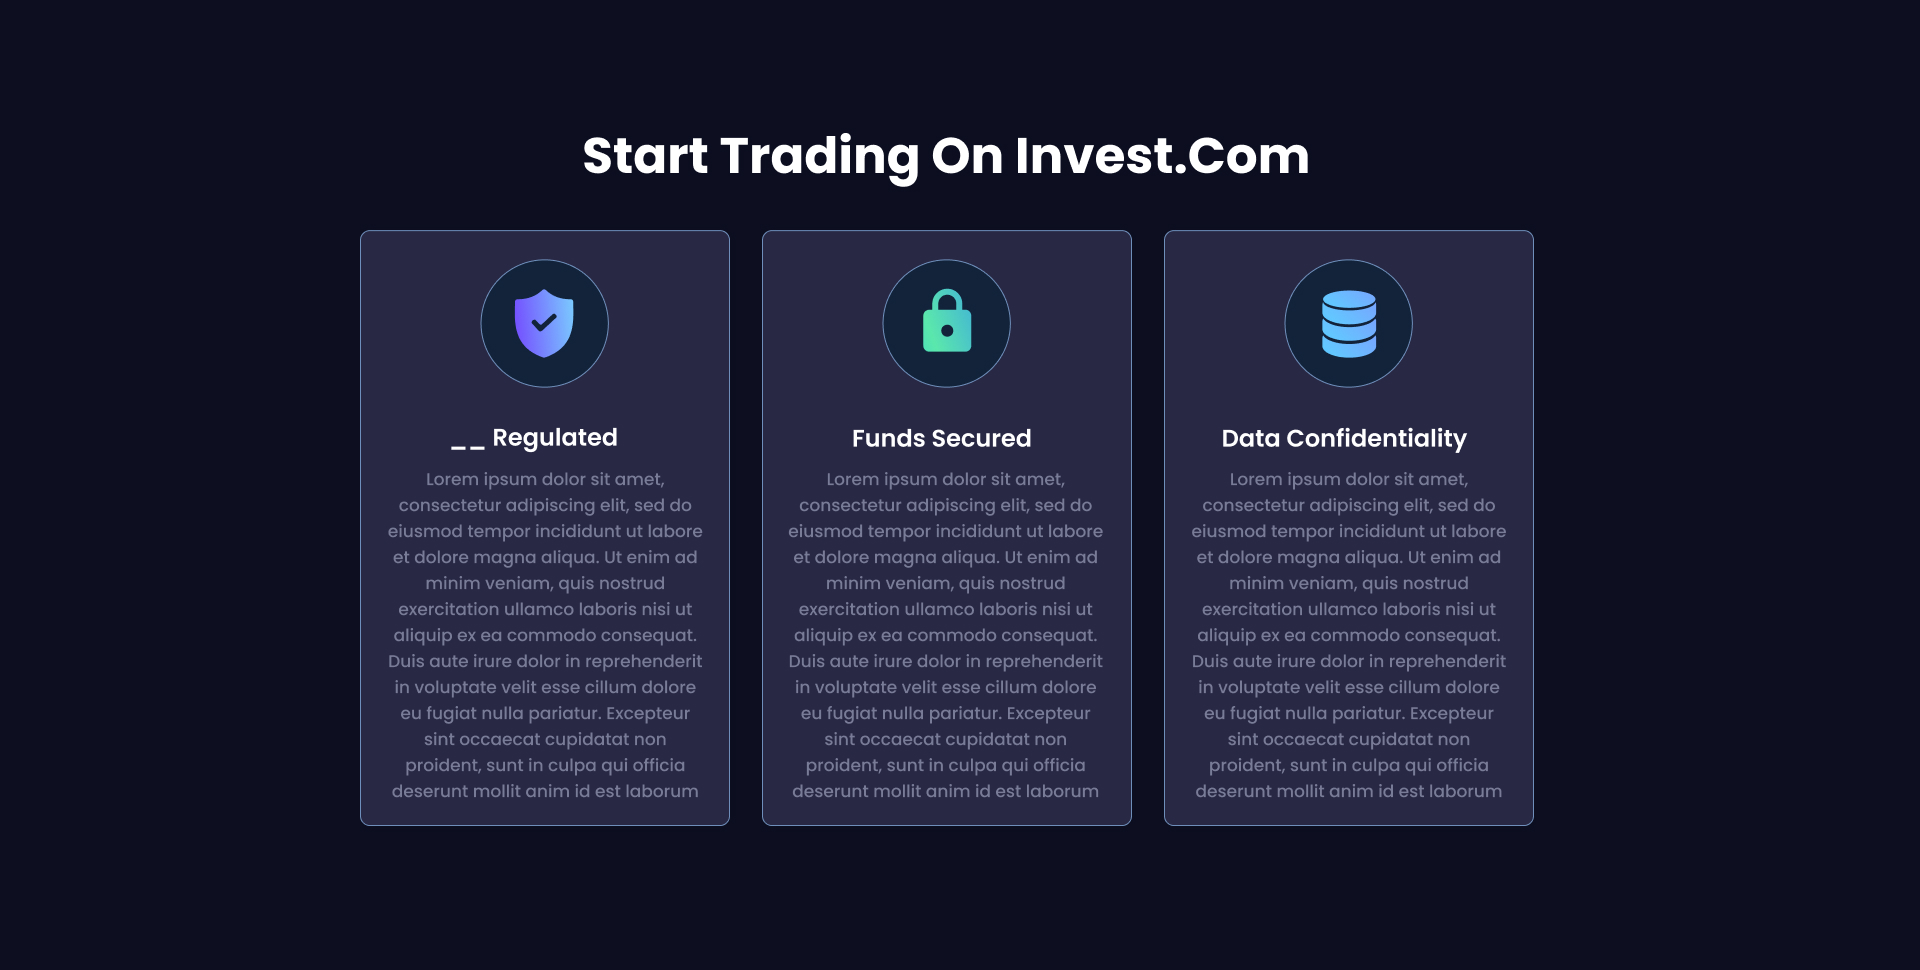 Start Trading On Invest.Com
__ Regulated
Lorem ipsum dolor sit amet,
consectetur adipiscing elit, sed do
eiusmod tempor incididunt ut labore
et dolore magna aliqua. Ut enim ad
minim veniam, quis nostrud
exercitation ullamco laboris nisi ut
aliquip ex ea commodo consequat.
Duis aute irure dolor in reprehenderit
in voluptate velit esse cillum dolore
eu fugiat nulla pariatur. Excepteur
sint occaecat cupidatat non
proident, sunt in culpa qui officia
deserunt mollit anim id est laborum
Funds Secured
Lorem ipsum dolor sit amet,
consectetur adipiscing elit, sed do
eiusmod tempor incididunt ut labore
et dolore magna aliqua. Ut enim ad
minim veniam, quis nostrud
exercitation ullamco laboris nisi ut
aliquip ex ea commodo consequat.
Duis aute irure dolor in reprehenderit
in voluptate velit esse cillum dolore
eu fugiat nulla pariatur. Excepteur
sint occaecat cupidatat non
proident, sunt in culpa qui officia
deserunt mollit anim id est laborum
Data Confidentiality
Lorem ipsum dolor sit amet,
consectetur adipiscing elit, sed do
eiusmod tempor incididunt ut labore
et dolore magna aliqua. Ut enim ad
minim veniam, quis nostrud
exercitation ullamco laboris nisi ut
aliquip ex ea commodo consequat.
Duis aute irure dolor in reprehenderit
in voluptate velit esse cillum dolore
eu fugiat nulla pariatur. Excepteur
sint occaecat cupidatat non
proident, sunt in culpa qui officia
deserunt mollit anim id est laborum